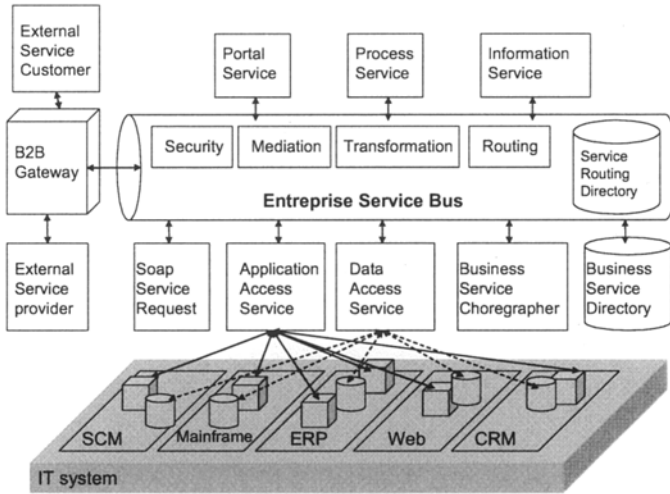 External
Service
Customer
Portal
Service
Process
Service
Information
Service
B2B
Gateway
Security
Mediation
Transformation
Routing
Service
Routing
Directory
Entreprise Service Bus
External
Service
provider
Soap
Service
Request
Application
Access
Service
Data
Access
Service
Business
Service
Choregrapher
Business
Service
Directory
SCM
Mainframe
ERP
Web
CRM
IT system